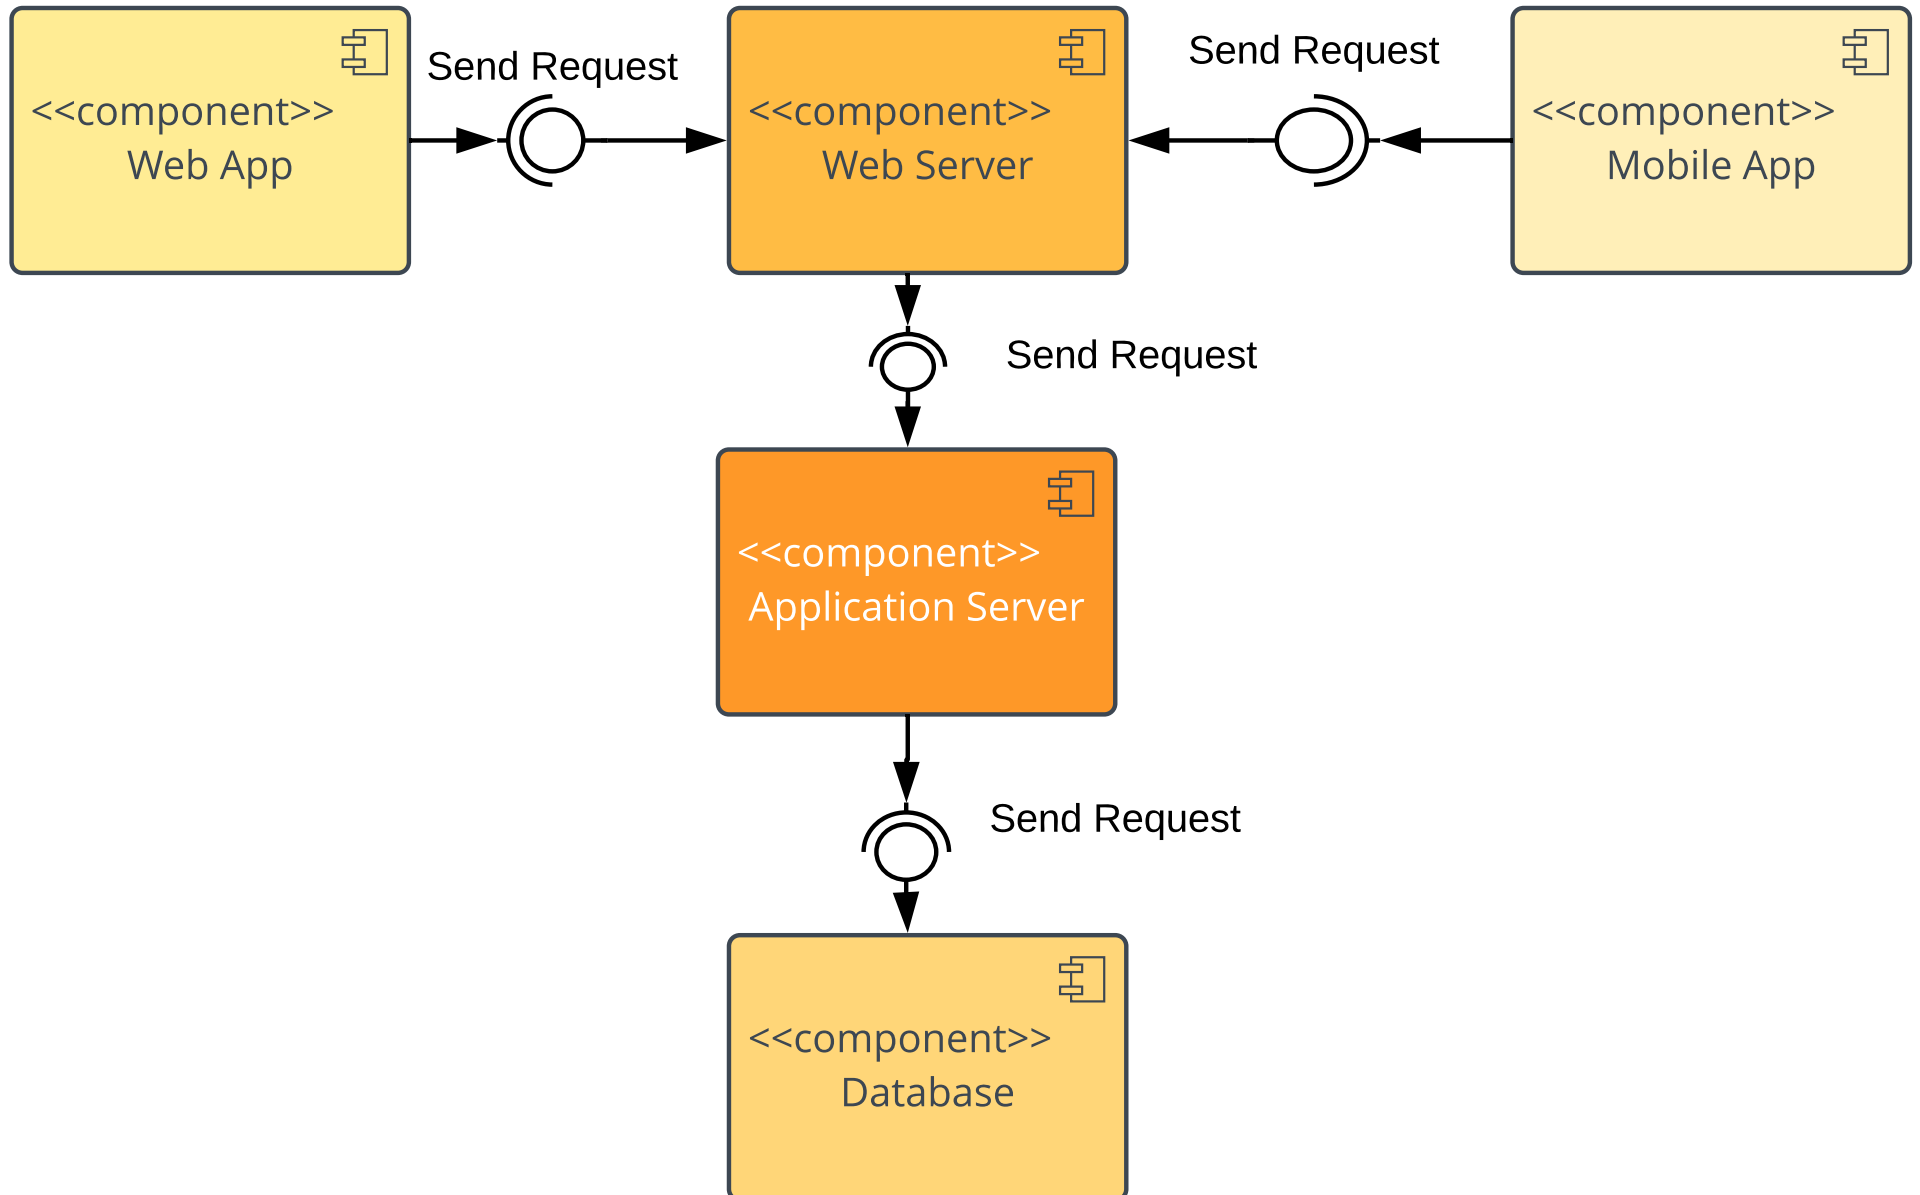 Send Request
Send Request
<<component>>
Web App
<<component>>
Web Server
<<component>>
Mobile App
Send Request
<<component>>
Application Server
Send Request
<<component>>
Database